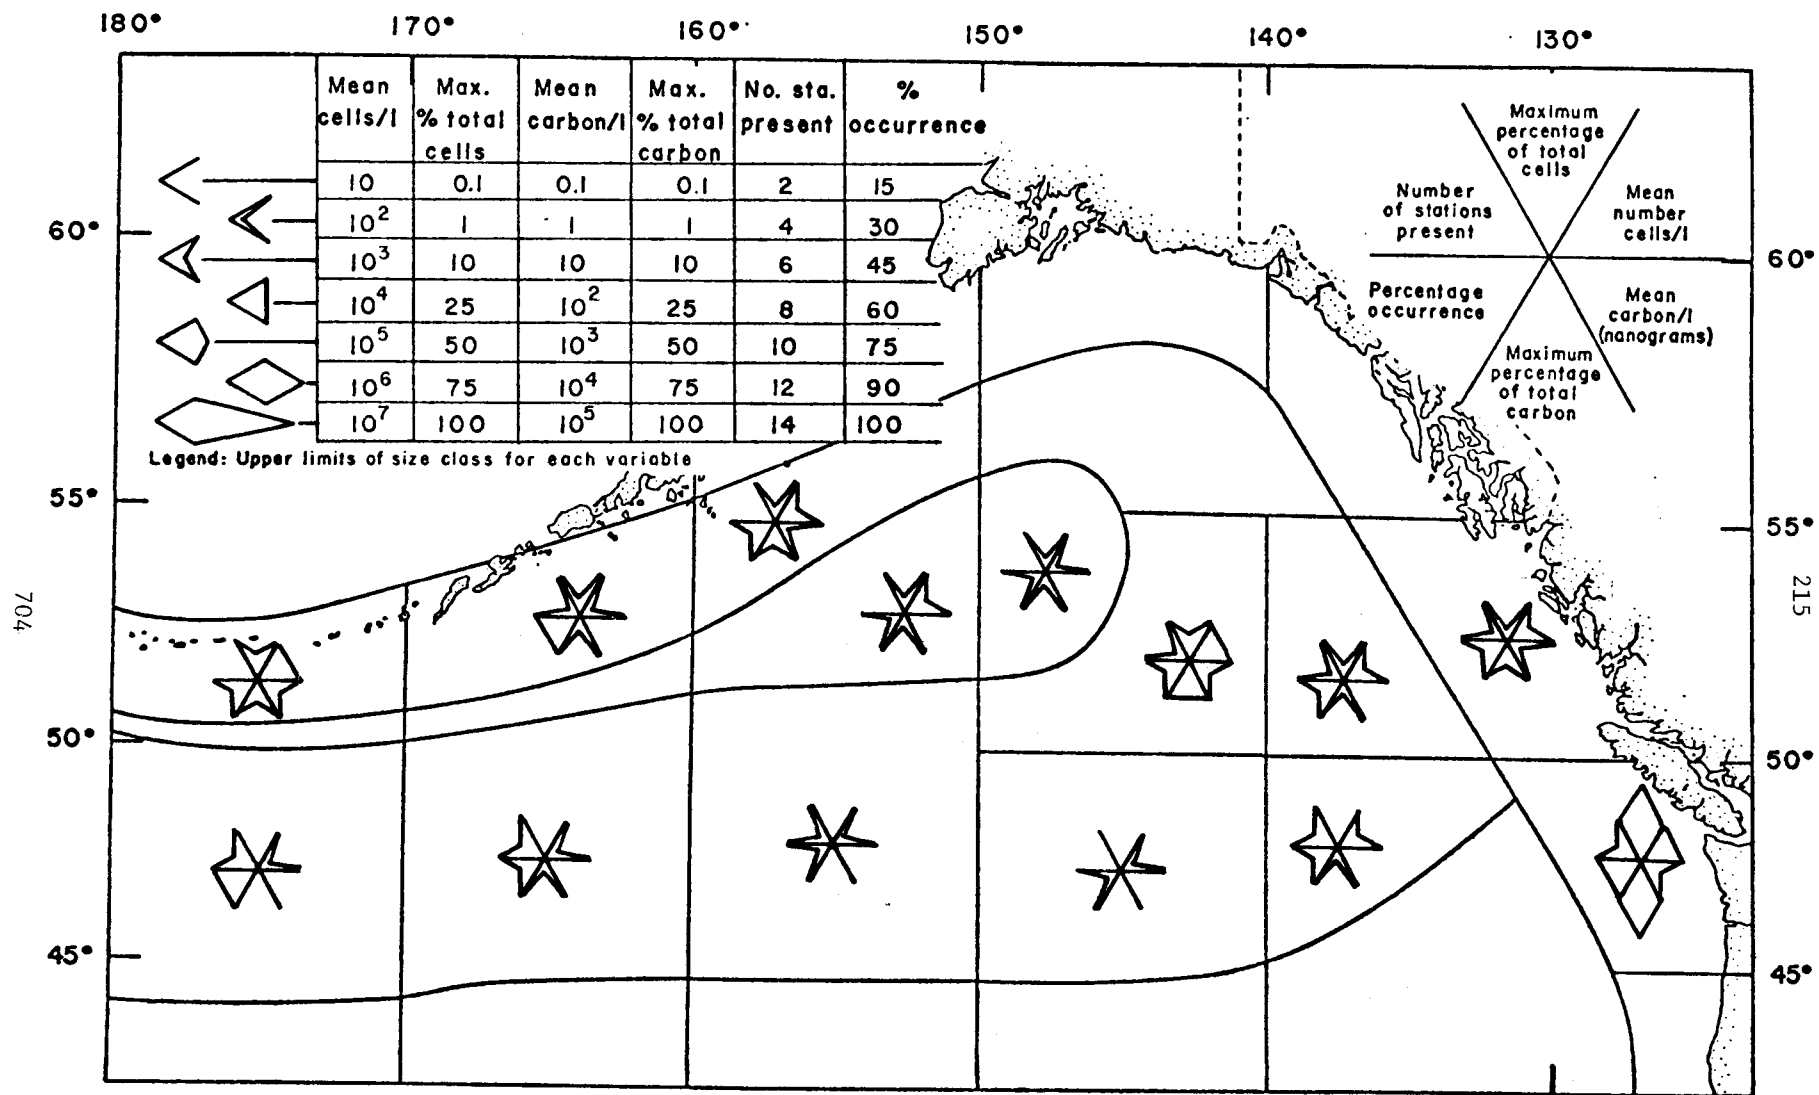 180° 170° 160° 150° 140° 130°
Mean cells/l | Max. % total cells | Mean carbon/l | Max. % total carbon | No. sta. present | % occurrence
10 | 0.1 | 0.1 | 0.1 | 2 | 15
10² | 1 | 1 | 1 | 4 | 30
10³ | 10 | 10 | 10 | 6 | 45
10⁴ | 25 | 10² | 25 | 8 | 60
10⁵ | 50 | 10³ | 50 | 10 | 75
10⁶ | 75 | 10⁴ | 75 | 12 | 90
10⁷ | 100 | 10⁵ | 100 | 14 | 100
Legend: Upper limits of size class for each variable
Maximum
percentage
of total
cells
Number
of stations
present
Mean
number
cells/l
Percentage
occurrence
Mean
carbon/l
(nanograms)
Maximum
percentage
of total
carbon
60°
55°
50°
45°
60°
55°
50°
45°
704
215